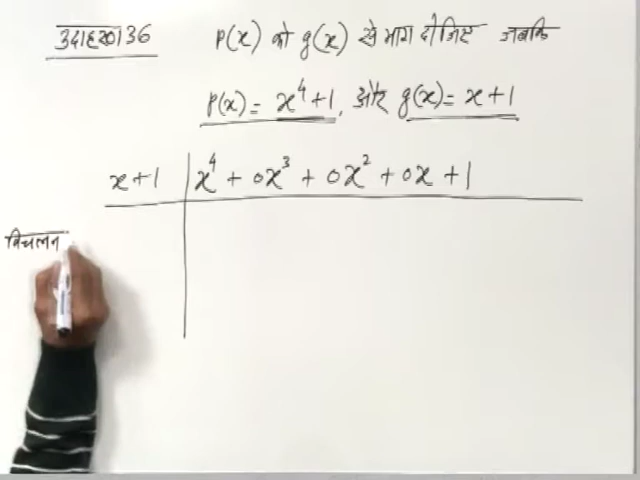 उदाहरण 36 p(x) को g(x) से भाग दीजिए जबकि
p(x) = x⁴+1, और g(x) = x+1
x+1 | x⁴ + 0x³ + 0x² + 0x + 1
विचलन